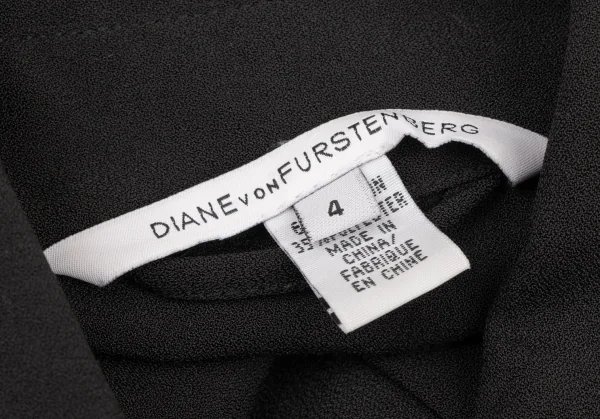 DIANE VON FURSTENBERG
4
MADE IN
CHINA/
FABRIQUE
EN CHINE